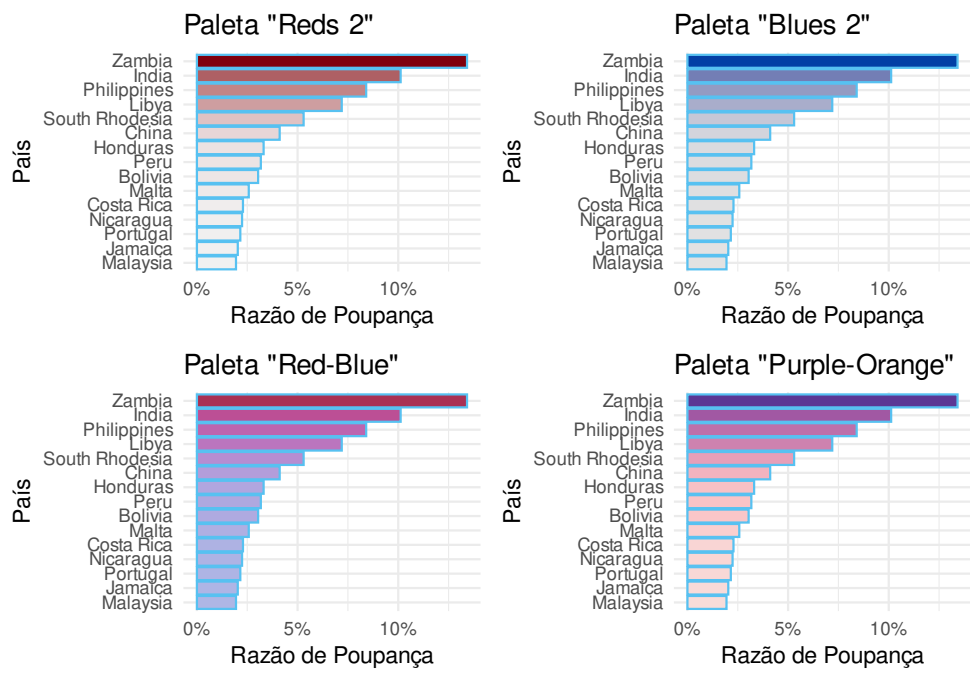 Paleta "Reds 2"
País
Zambia
India
Philippines
Libya
South Rhodesia
China
Honduras
Peru
Bolivia
Malta
Costa Rica
Nicaragua
Portugal
Jamaica
Malaysia
0% 5% 10%
Razão de Poupança
Paleta "Blues 2"
País
Zambia
India
Philippines
Libya
South Rhodesia
China
Honduras
Peru
Bolivia
Malta
Costa Rica
Nicaragua
Portugal
Jamaica
Malaysia
0% 5% 10%
Razão de Poupança
Paleta "Red-Blue"
País
Zambia
India
Philippines
Libya
South Rhodesia
China
Honduras
Peru
Bolivia
Malta
Costa Rica
Nicaragua
Portugal
Jamaica
Malaysia
0% 5% 10%
Razão de Poupança
Paleta "Purple-Orange"
País
Zambia
India
Philippines
Libya
South Rhodesia
China
Honduras
Peru
Bolivia
Malta
Costa Rica
Nicaragua
Portugal
Jamaica
Malaysia
0% 5% 10%
Razão de Poupança